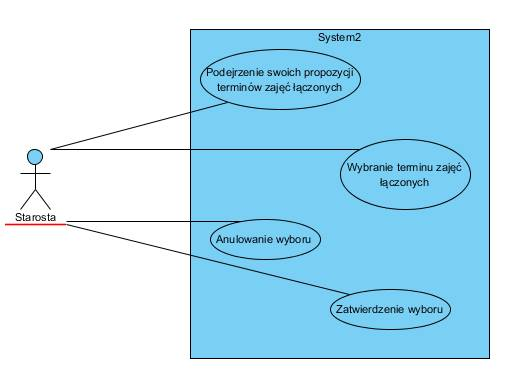 System2
Podejrzenie swoich propozycji
terminów zajęć łączonych
Wybranie terminu zajęć
łączonych
Starosta
Anulowanie wyboru
Zatwierdzenie wyboru